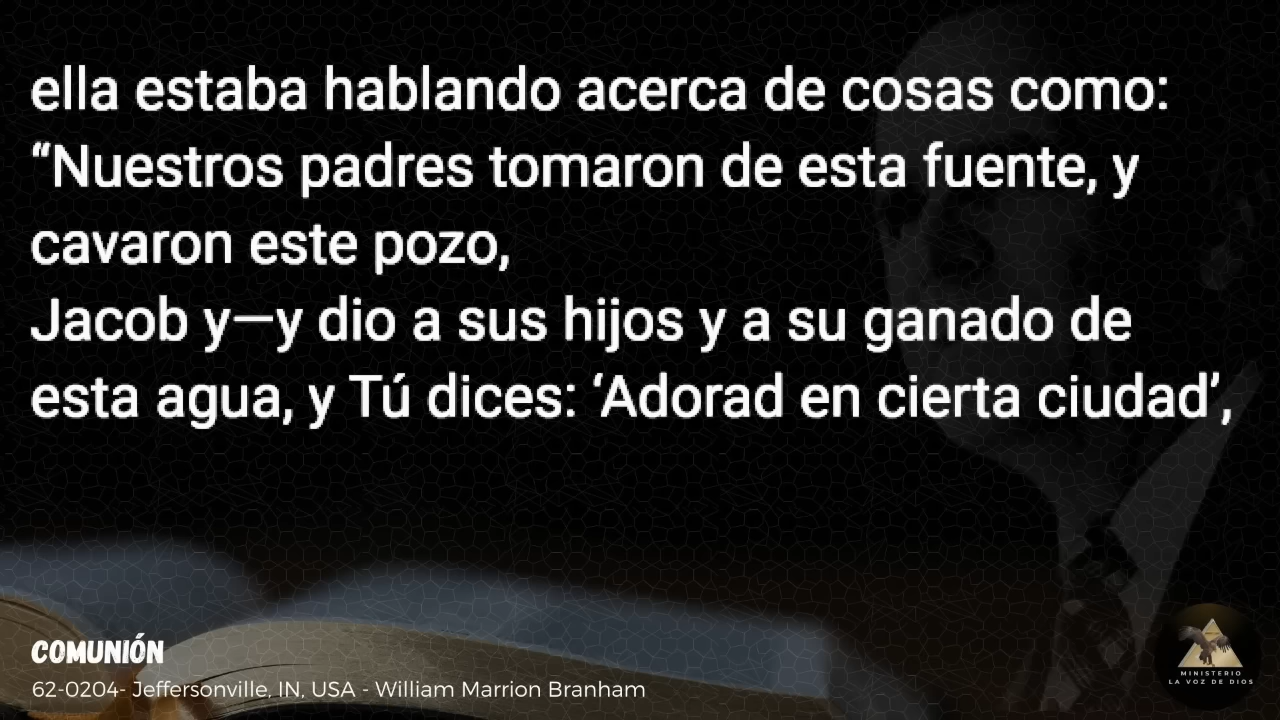 ella estaba hablando acerca de cosas como:
“Nuestros padres tomaron de esta fuente, y
cavaron este pozo,
Jacob y—y dio a sus hijos y a su ganado de
esta agua, y Tú dices: ‘Adorad en cierta ciudad’,
COMUNIÓN
62-0204- Jeffersonville, IN, USA - William Marrion Branham
MINISTERIO
LA VOZ DE DIOS